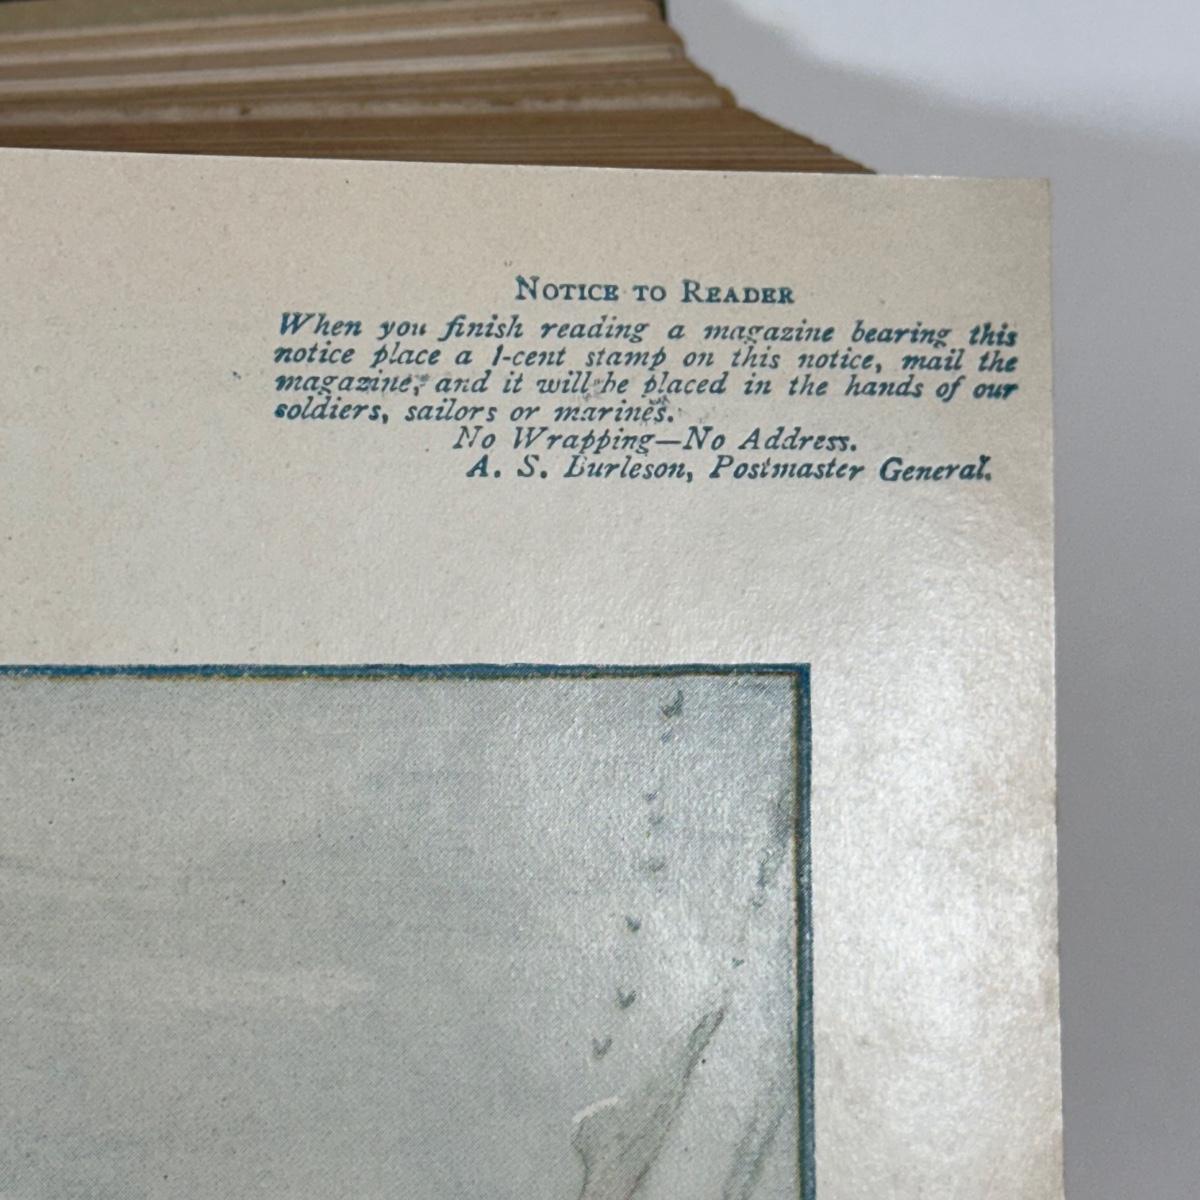 NOTICE TO READER
When you finish reading a magazine bearing this
notice place a 1-cent stamp on this notice, mail the
magazine, and it will be placed in the hands of our
soldiers, sailors or marines.
No Wrapping—No Address.
A. S. Burleson, Postmaster General.